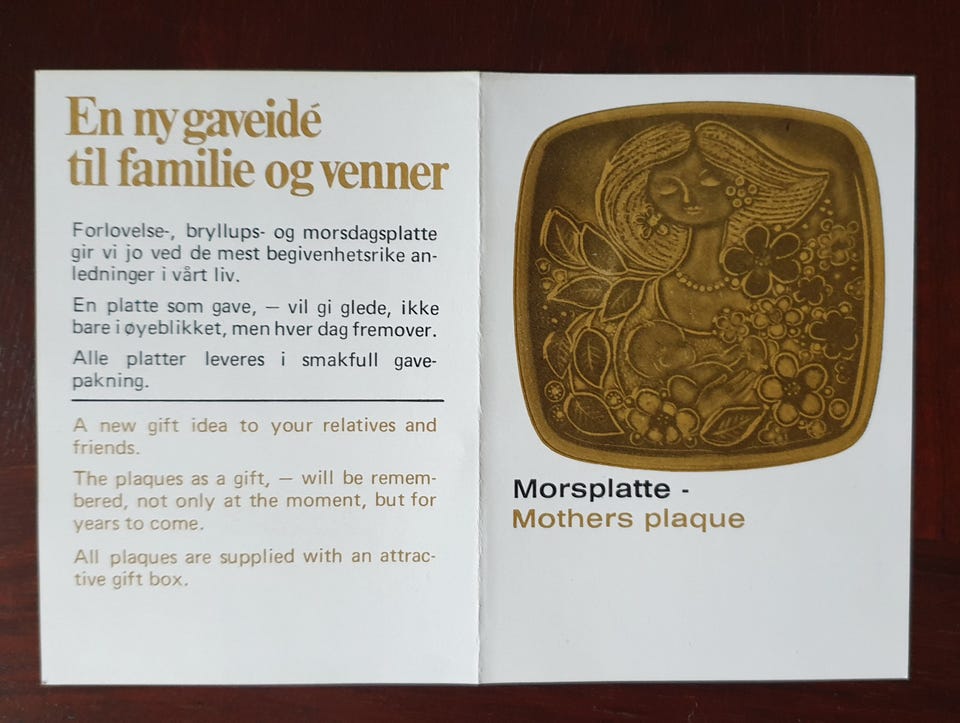 En ny gaveidé
til familie og venner
Forlovelse-, bryllups- og morsdagsplatte
gir vi jo ved de mest begivenhetsrike an-
ledninger i vårt liv.
En platte som gave, — vil gi glede, ikke
bare i øyeblikket, men hver dag fremover.
Alle platter leveres i smakfull gave-
pakning.
A new gift idea to your relatives and
friends.
The plaques as a gift, — will be remem-
bered, not only at the moment, but for
years to come.
All plaques are supplied with an attrac-
tive gift box.
Morsplatte -
Mothers plaque